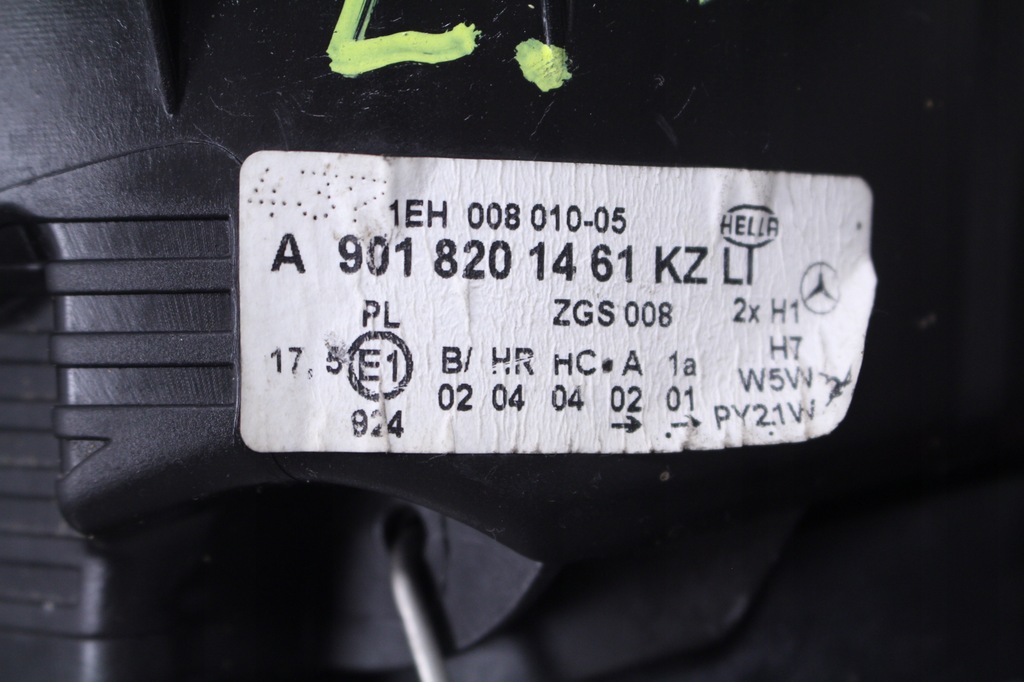 1EH 008 010-05
HELLA
A 901 820 14 61 KZ LI
PL
ZGS 008
2x H1
17,5 E1
B/ HR HC A 1a
H7
02 04 04 02 01
W5W
924
→ →
PY21W